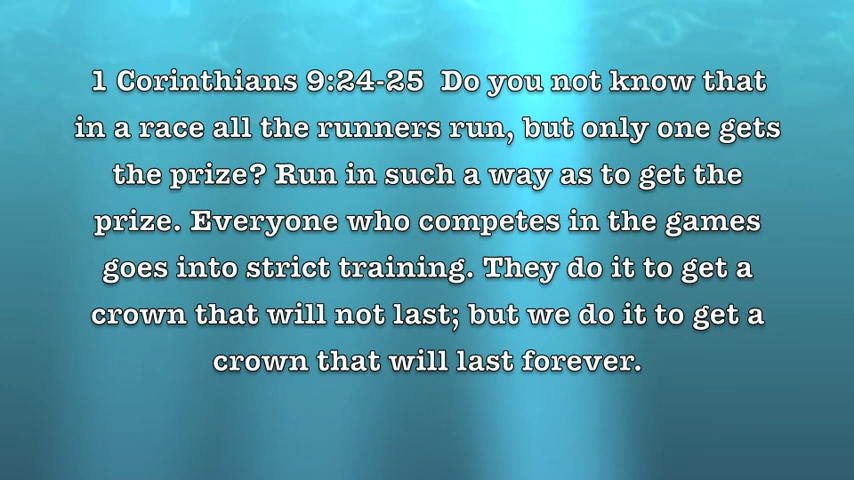 1 Corinthians 9:24-25  Do you not know that
in a race all the runners run, but only one gets
the prize? Run in such a way as to get the
prize. Everyone who competes in the games
goes into strict training. They do it to get a
crown that will not last; but we do it to get a
crown that will last forever.